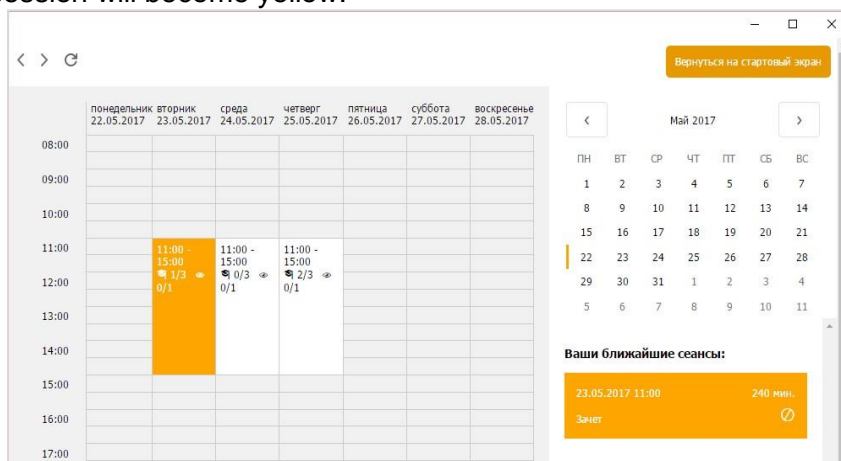 session will become yellow.
Вернуться на стартовый экран
понедельник вторник среда четверг пятница суббота воскресенье
22.05.2017 23.05.2017 24.05.2017 25.05.2017 26.05.2017 27.05.2017 28.05.2017
Май 2017
ПН ВТ СР ЧТ ПТ СБ ВС
1 2 3 4 5 6 7
8 9 10 11 12 13 14
15 16 17 18 19 20 21
22 23 24 25 26 27 28
29 30 31 1 2 3 4
5 6 7 8 9 10 11
08:00
09:00
10:00
11:00
12:00
13:00
14:00
15:00
16:00
17:00
11:00 -
15:00
1/3
0/1
11:00 -
15:00
0/3
0/1
11:00 -
15:00
2/3
0/1
Ваши ближайшие сеансы:
23.05.2017 11:00 240 мин.
Зачет